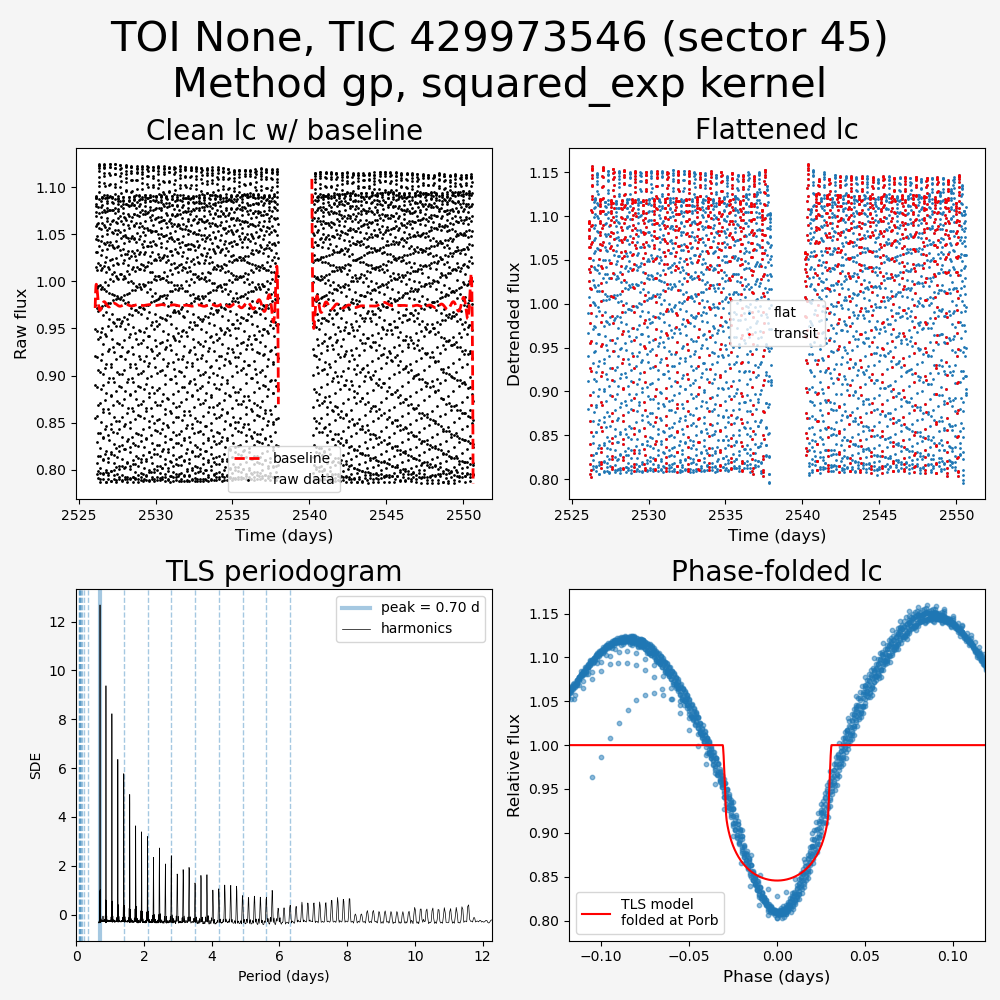 TOI None, TIC 429973546 (sector 45)
Method gp, squared_exp kernel
Clean lc w/ baseline
Raw flux
1.10
1.05
1.00
0.95
0.90
0.85
0.80
baseline
raw data
2525
2530
2535
2540
2545
2550
Time (days)
Flattened lc
Detrended flux
1.15
1.10
1.05
1.00
0.95
0.90
0.85
0.80
flat
transit
2525
2530
2535
2540
2545
2550
Time (days)
TLS periodogram
SDE
12
10
8
6
4
2
0
peak = 0.70 d
harmonics
0
2
4
6
8
10
12
Period (days)
Phase-folded lc
Relative flux
1.15
1.10
1.05
1.00
0.95
0.90
0.85
0.80
TLS model
folded at Porb
−0.10
−0.05
0.00
0.05
0.10
Phase (days)